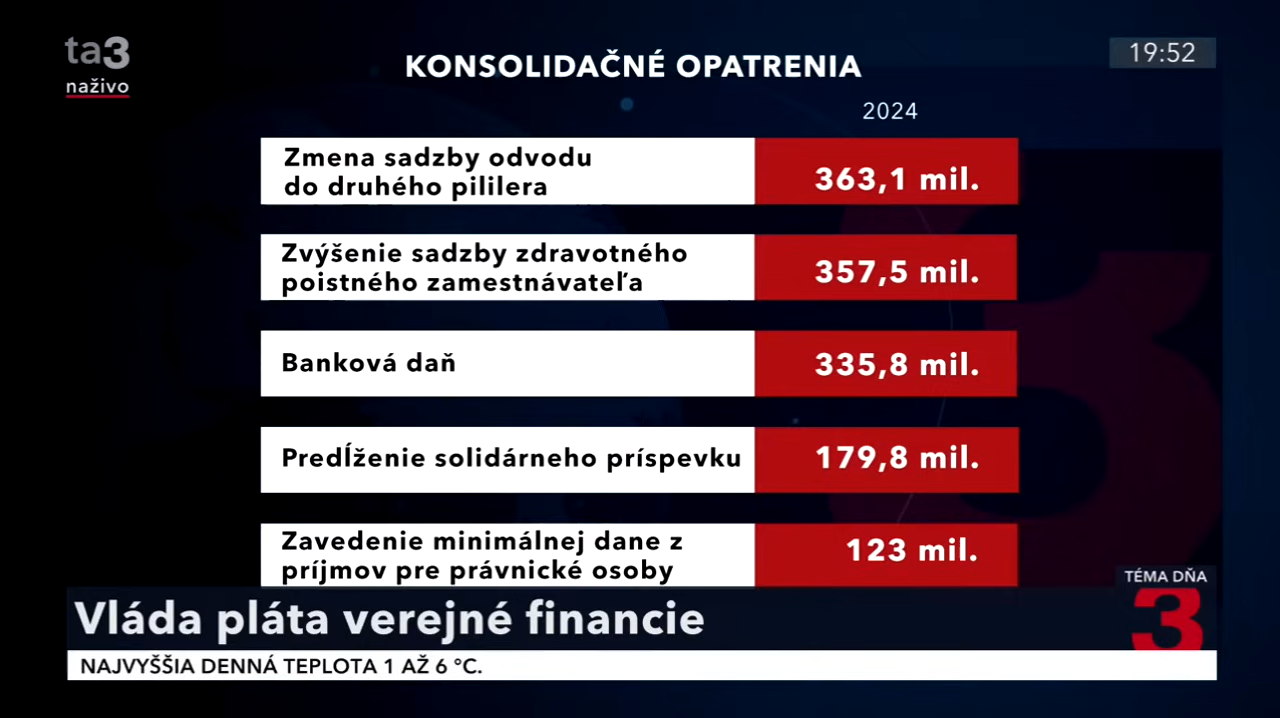 ta3
naživo
KONSOLIDAČNÉ OPATRENIA
19:52
2024
Zmena sadzby odvodu
do druhého pililera
363,1 mil.
Zvýšenie sadzby zdravotného
poistného zamestnávateľa
357,5 mil.
Banková daň
335,8 mil.
Predĺženie solidárneho príspevku
179,8 mil.
Zavedenie minimálnej dane z
príjmov pre právnické osoby
123 mil.
TÉMA DŇA
3
Vláda pláta verejné financie
NAJVYŠŠIA DENNÁ TEPLOTA 1 AŽ 6 °C.